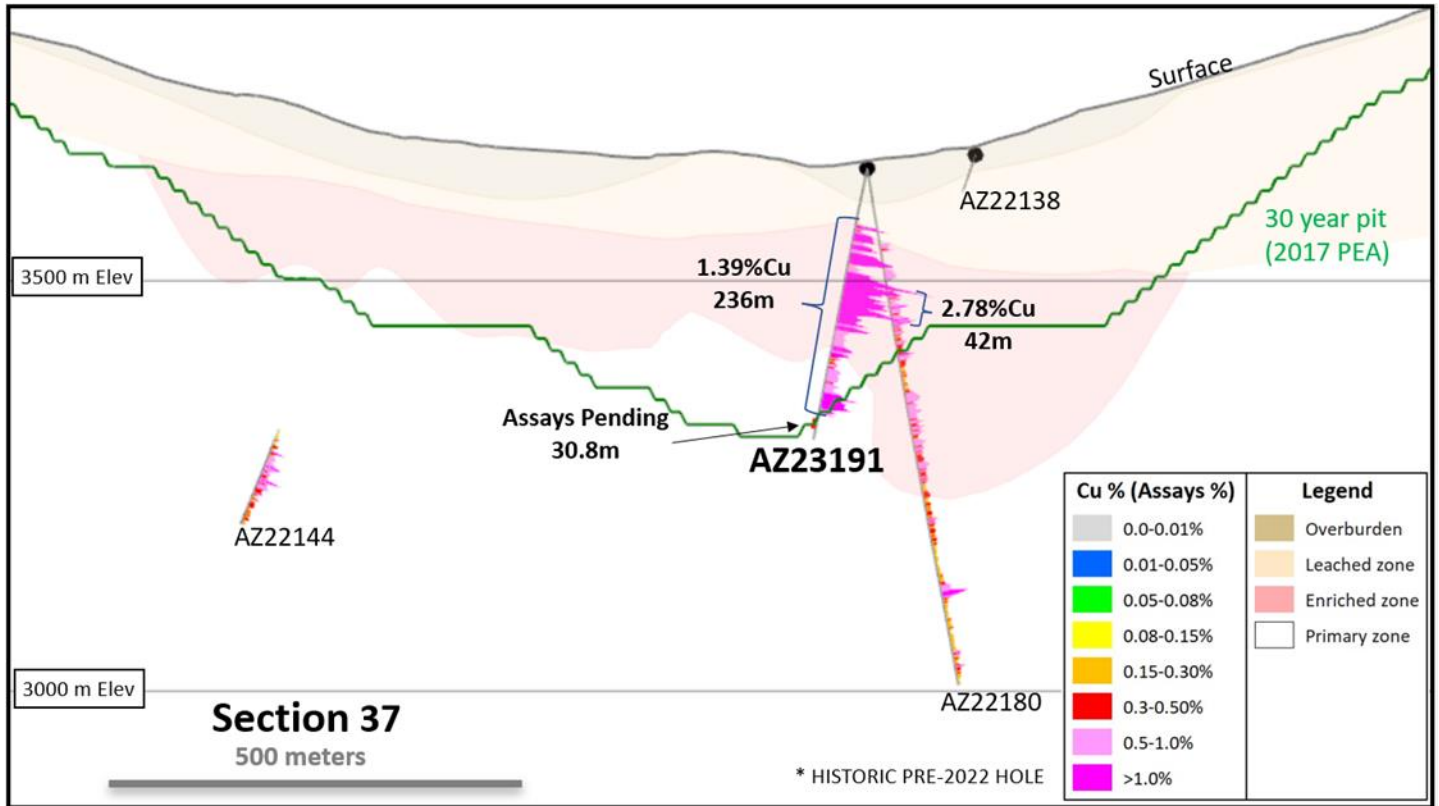 Surface
AZ22138
30 year pit
(2017 PEA)
3500 m Elev
1.39%Cu
236m
2.78%Cu
42m
Assays Pending
30.8m
AZ23191
AZ22144
AZ22180
3000 m Elev
Section 37
500 meters
* HISTORIC PRE-2022 HOLE
Cu % (Assays %)
0.0-0.01%
0.01-0.05%
0.05-0.08%
0.08-0.15%
0.15-0.30%
0.3-0.50%
0.5-1.0%
>1.0%
Legend
Overburden
Leached zone
Enriched zone
Primary zone